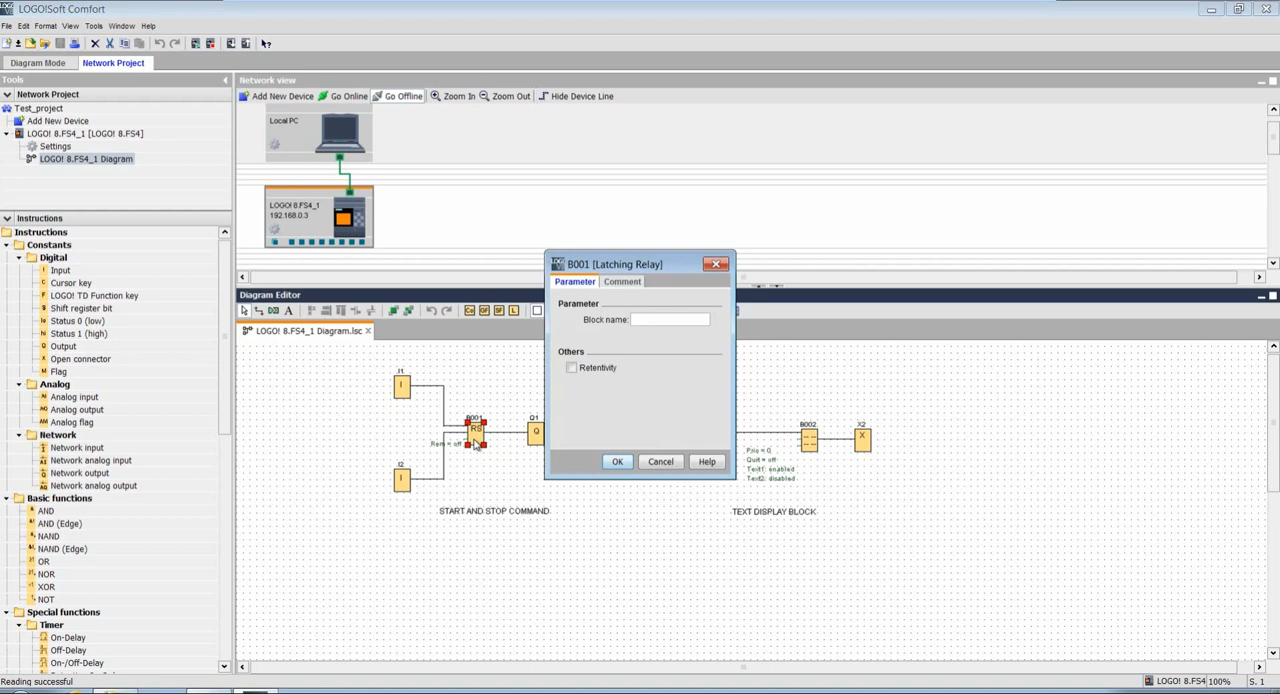 LOGO!Soft Comfort
File Edit Format View Tools Window Help
Diagram Mode Network Project
Tools
Network Project
Test_project
Add New Device
LOGO! 8.FS4_1 [LOGO! 8.FS4]
Settings
LOGO! 8.FS4_1 Diagram
Instructions
Instructions
Constants
Digital
Input
Cursor key
LOGO! TD Function key
Shift register bit
Status 0 (low)
Status 1 (high)
Output
Open connector
Flag
Analog
Analog input
Analog output
Analog flag
Network
Network input
Network analog input
Network output
Network analog output
Basic functions
AND
AND (Edge)
NAND
NAND (Edge)
OR
NOR
XOR
NOT
Special functions
Timer
On-Delay
Off-Delay
On-/Off-Delay
Network view
Add New Device Go Online Go Offline Zoom In Zoom Out Hide Device Line
Local PC
LOGO! 8.FS4_1
192.168.0.3
Diagram Editor
LOGO! 8.FS4_1 Diagram.lsc
I1
I
B001
RS
Rem = off
Q1
Q
I2
I
START AND STOP COMMAND
B002
X2
X
Prio = 0
Quit = off
Text1: enabled
Text2: disabled
TEXT DISPLAY BLOCK
B001 [Latching Relay]
Parameter Comment
Parameter
Block name:
Others
Retentivity
OK Cancel Help
Reading successful
LOGO! 8.FS4 100% S. 1